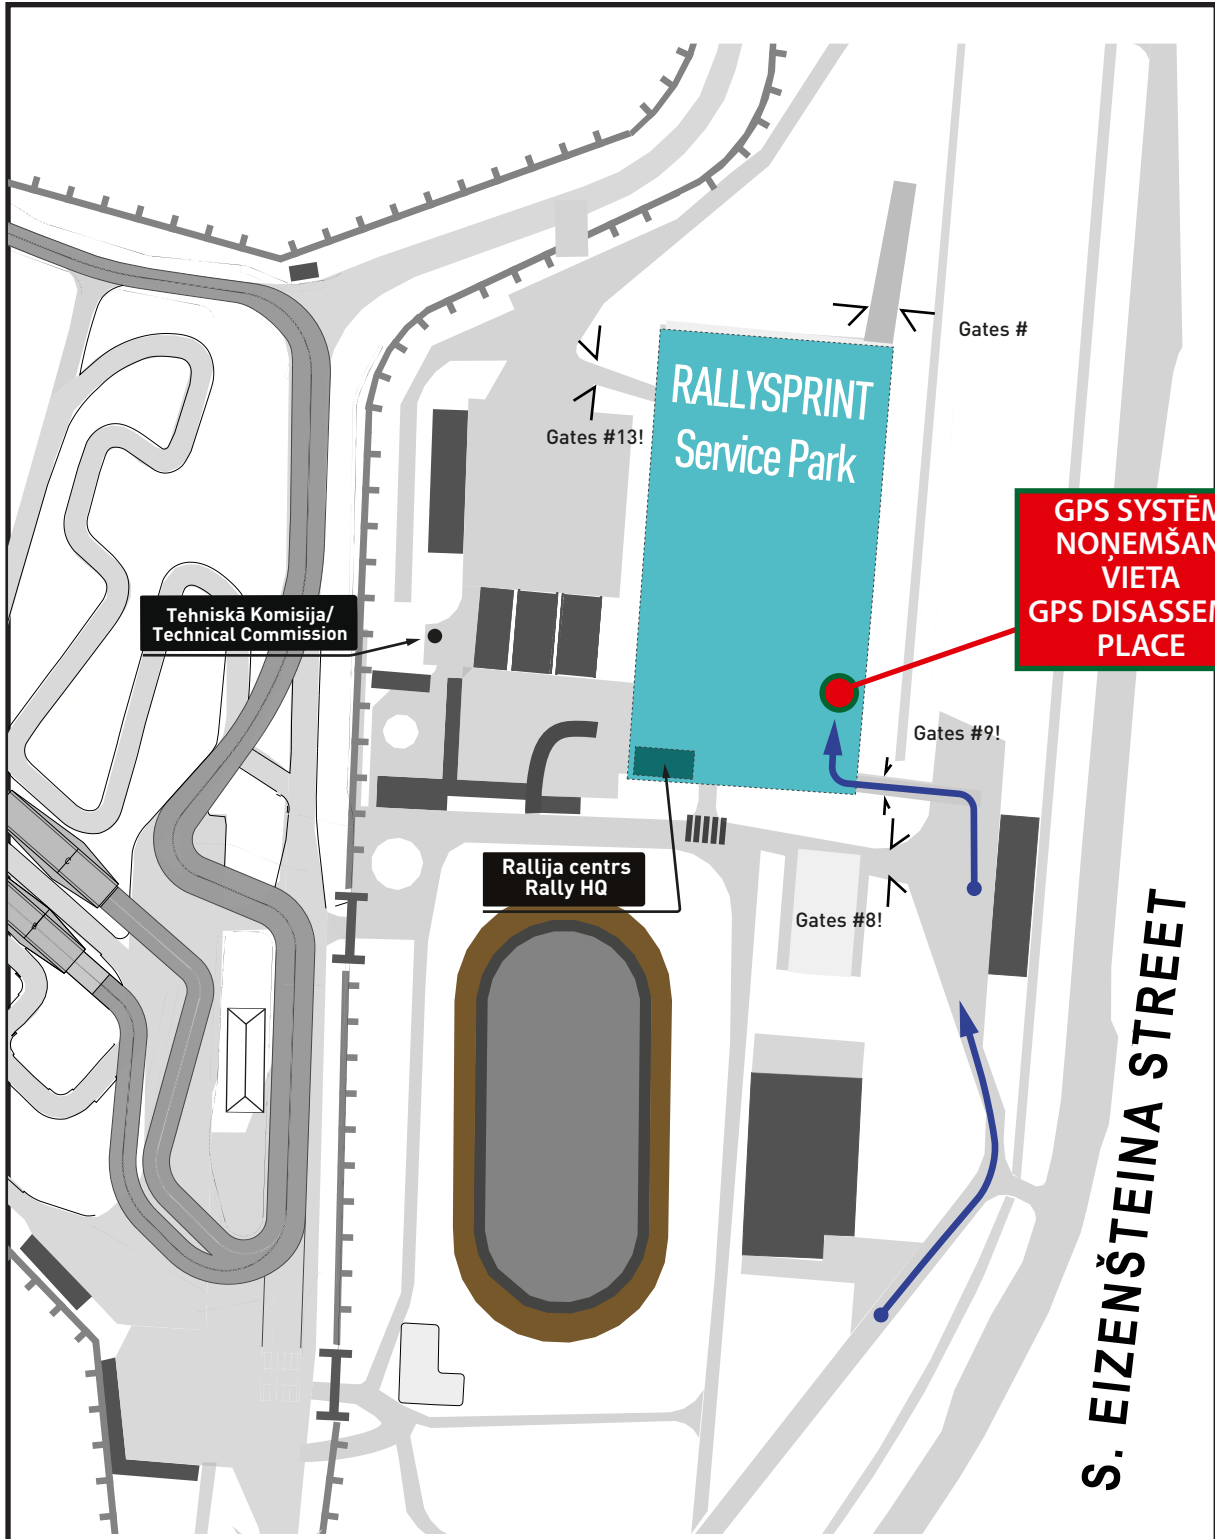 Gates #
RALLYSPRINT
Service Park
Gates #13!
GPS SYSTĒM
NOŅEMŠAN
VIETA
GPS DISASSEM
PLACE
Tehniskā Komisija/
Technical Commission
Gates #9!
Rallija centrs
Rally HQ
Gates #8!
S. EIZENŠTEINA STREET